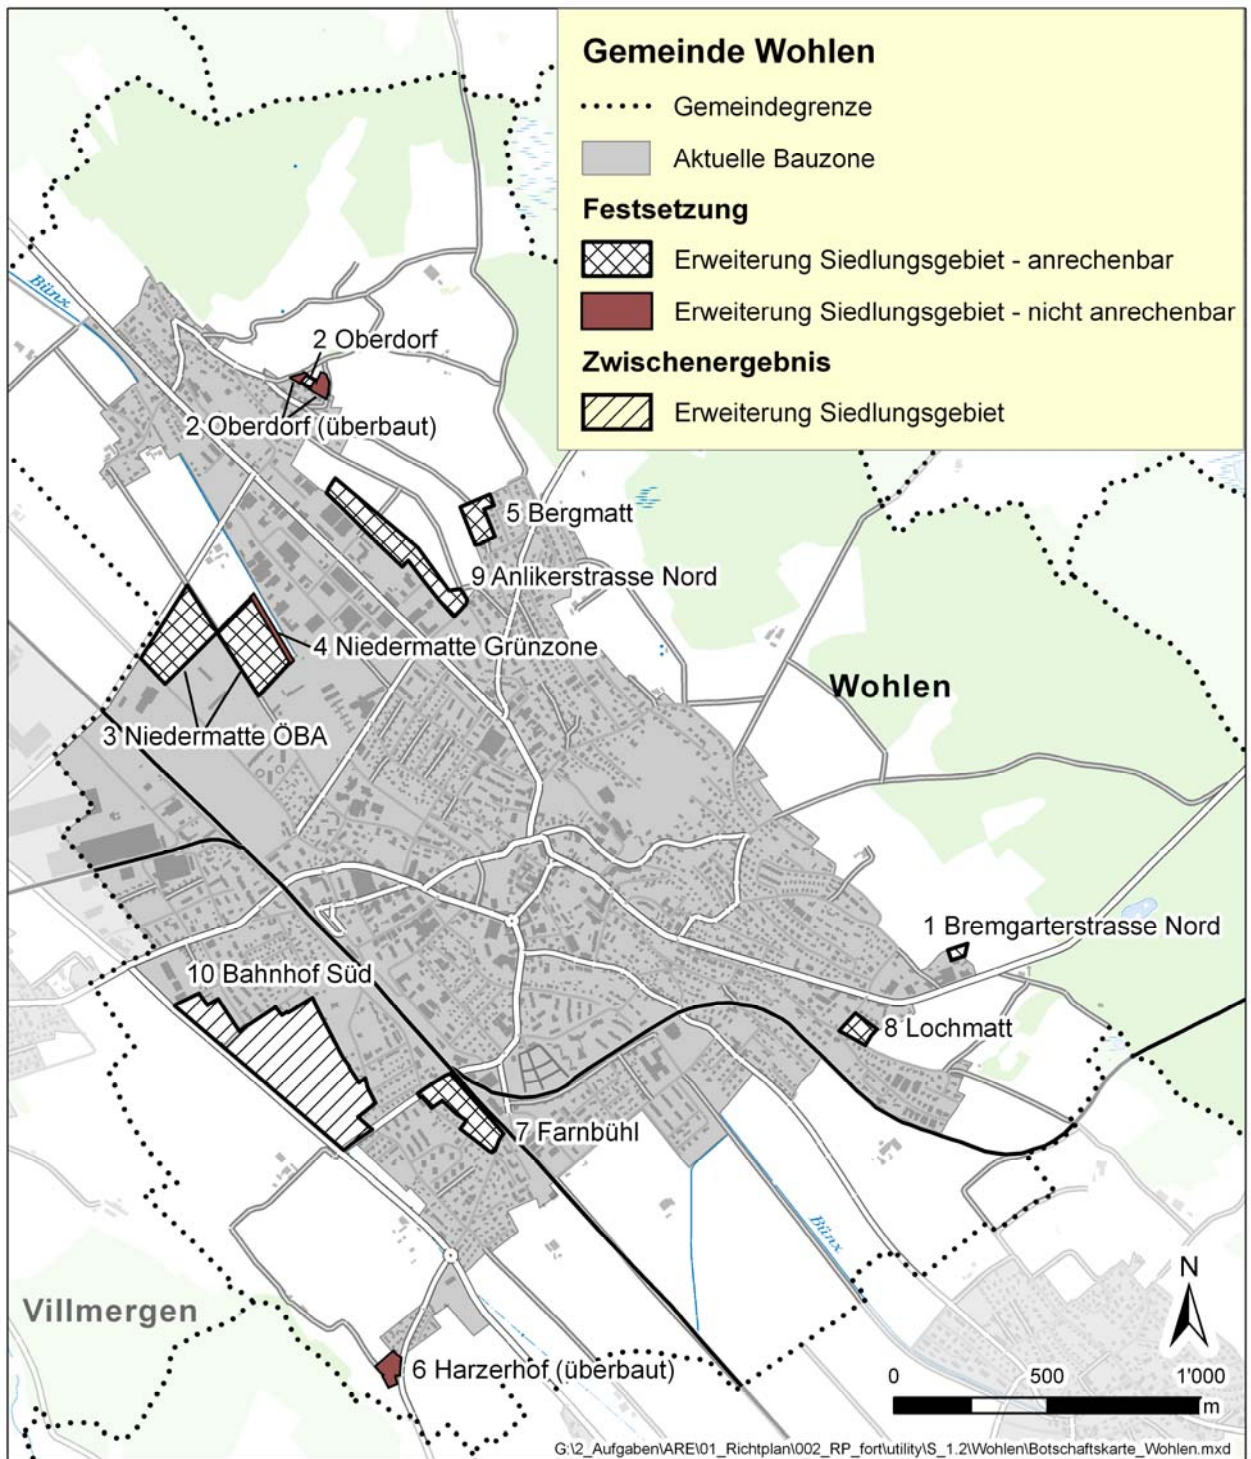 Gemeinde Wohlen
Gemeindegrenze
Aktuelle Bauzone
Festsetzung
Erweiterung Siedlungsgebiet - anrechenbar
Erweiterung Siedlungsgebiet - nicht anrechenbar
Zwischenergebnis
Erweiterung Siedlungsgebiet
Bünx
2 Oberdorf
2 Oberdorf (überbaut)
5 Bergmatt
9 Anlikerstrasse Nord
4 Niedermatte Grünzone
Wohlen
3 Niedermatte ÖBA
1 Bremgarterstrasse Nord
10 Bahnhof Süd
8 Lochmatt
7 Farnbühl
Bünx
Villmergen
N
6 Harzerhof (überbaut)
0 500 1'000
m
G:\2_Aufgaben\ARE\01_Richtplan\002_RP_fort\utility\S_1.2\Wohlen\Botschaftskarte_Wohlen.mxd